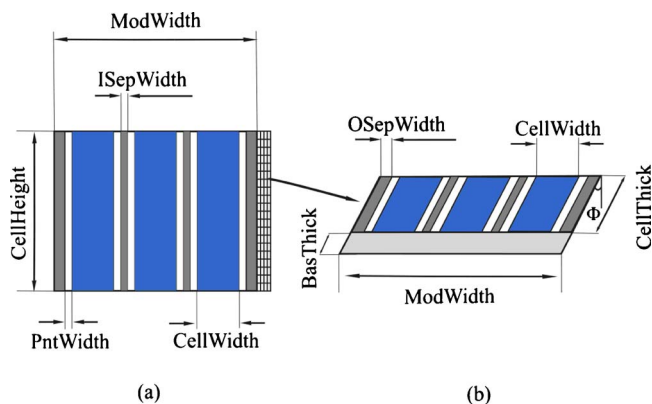 ModWidth
ISepWidth
CellHeight
PntWidth
CellWidth
(a)
OSepWidth
CellWidth
Φ
CellThick
BasThick
ModWidth
(b)